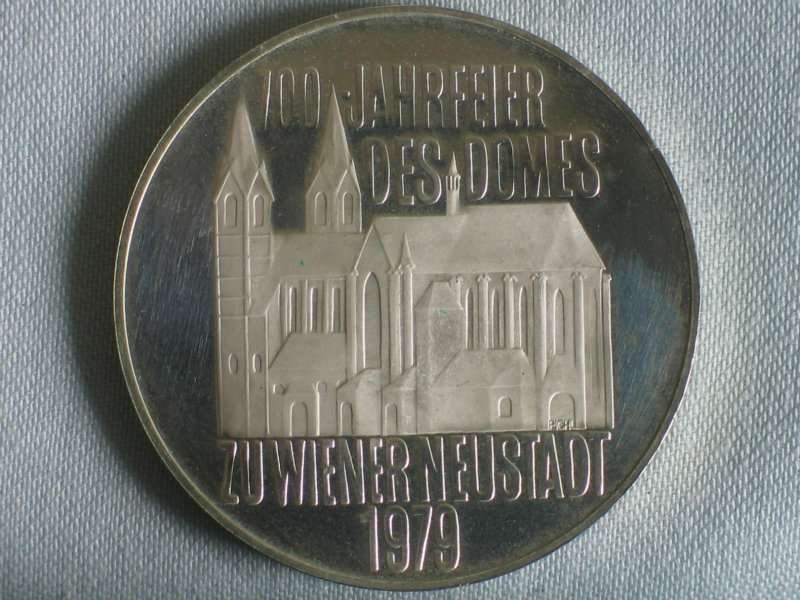 700-JAHRFEIER
DES DOMES
ZU WIENER NEUSTADT
1979